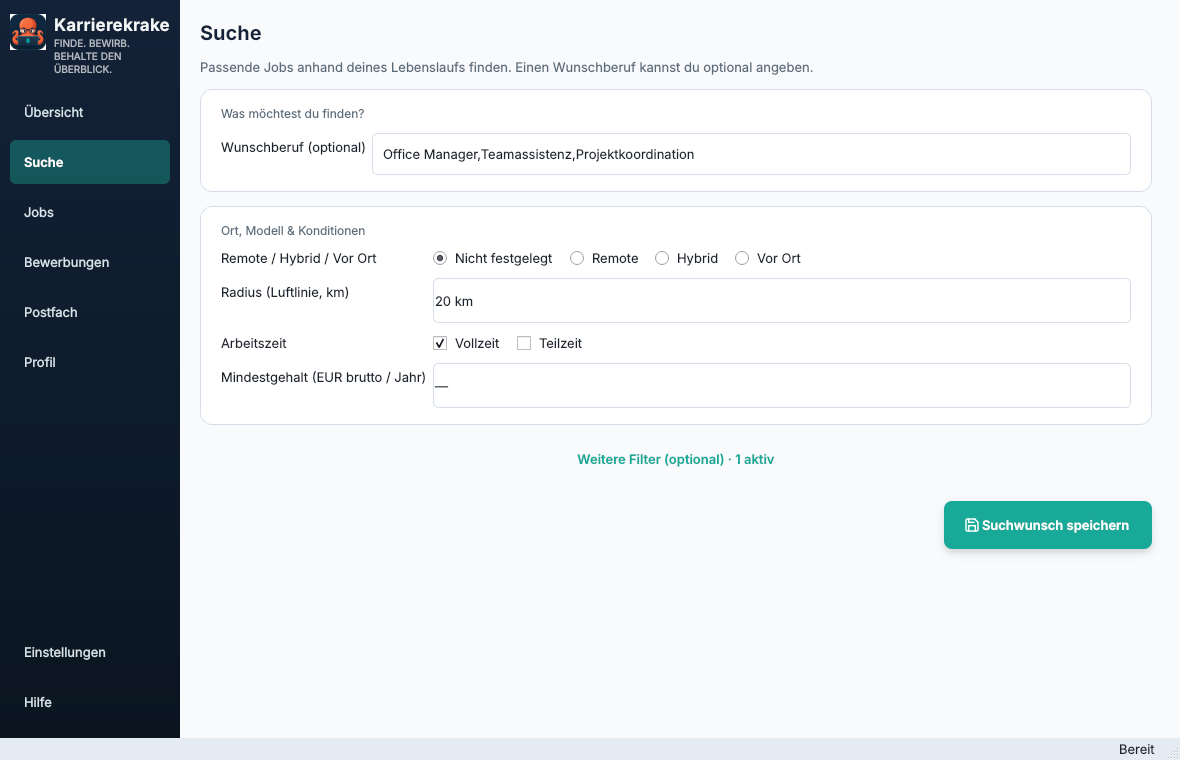 Karrierekrake
FINDE. BEWIRB.
BEHALTE DEN
ÜBERBLICK.
Übersicht
Suche
Jobs
Bewerbungen
Postfach
Profil
Einstellungen
Hilfe
Suche
Passende Jobs anhand deines Lebenslaufs finden. Einen Wunschberuf kannst du optional angeben.
Was möchtest du finden?
Wunschberuf (optional) Office Manager,Teamassistenz,Projektkoordination
Ort, Modell & Konditionen
Remote / Hybrid / Vor Ort Nicht festgelegt Remote Hybrid Vor Ort
Radius (Luftlinie, km) 20 km
Arbeitszeit Vollzeit Teilzeit
Mindestgehalt (EUR brutto / Jahr) —
Weitere Filter (optional) · 1 aktiv
Suchwunsch speichern
Bereit